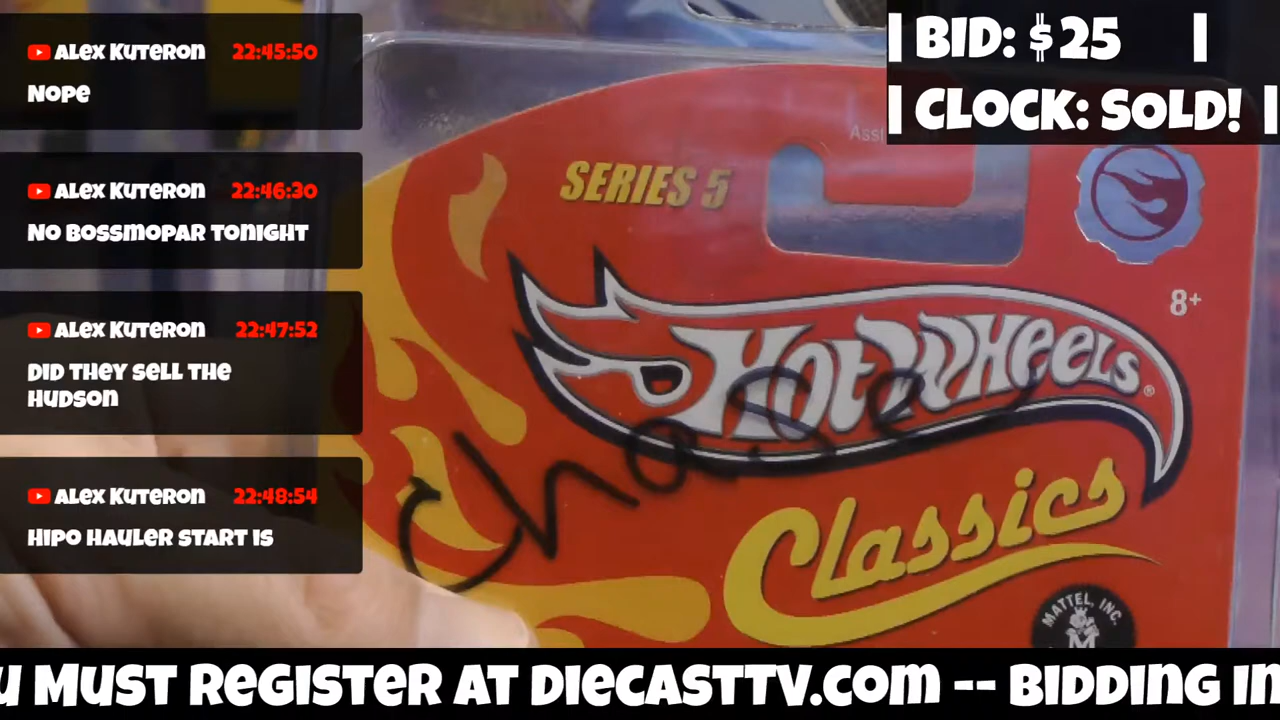 Alex Kuteron 22:45:50
Nope
Alex Kuteron 22:46:30
No Bossmopar tonight
Alex Kuteron 22:47:52
Did they sell the
Hudson
Alex Kuteron 22:48:54
Hipo hauler start is
| BID: $25 |
| CLOCK: SOLD! |
SERIES 5
8+
Hot Wheels
®
Chase
Classics
MATTEL, INC.
M
u Must Register at DiecastTV.com -- Bidding in